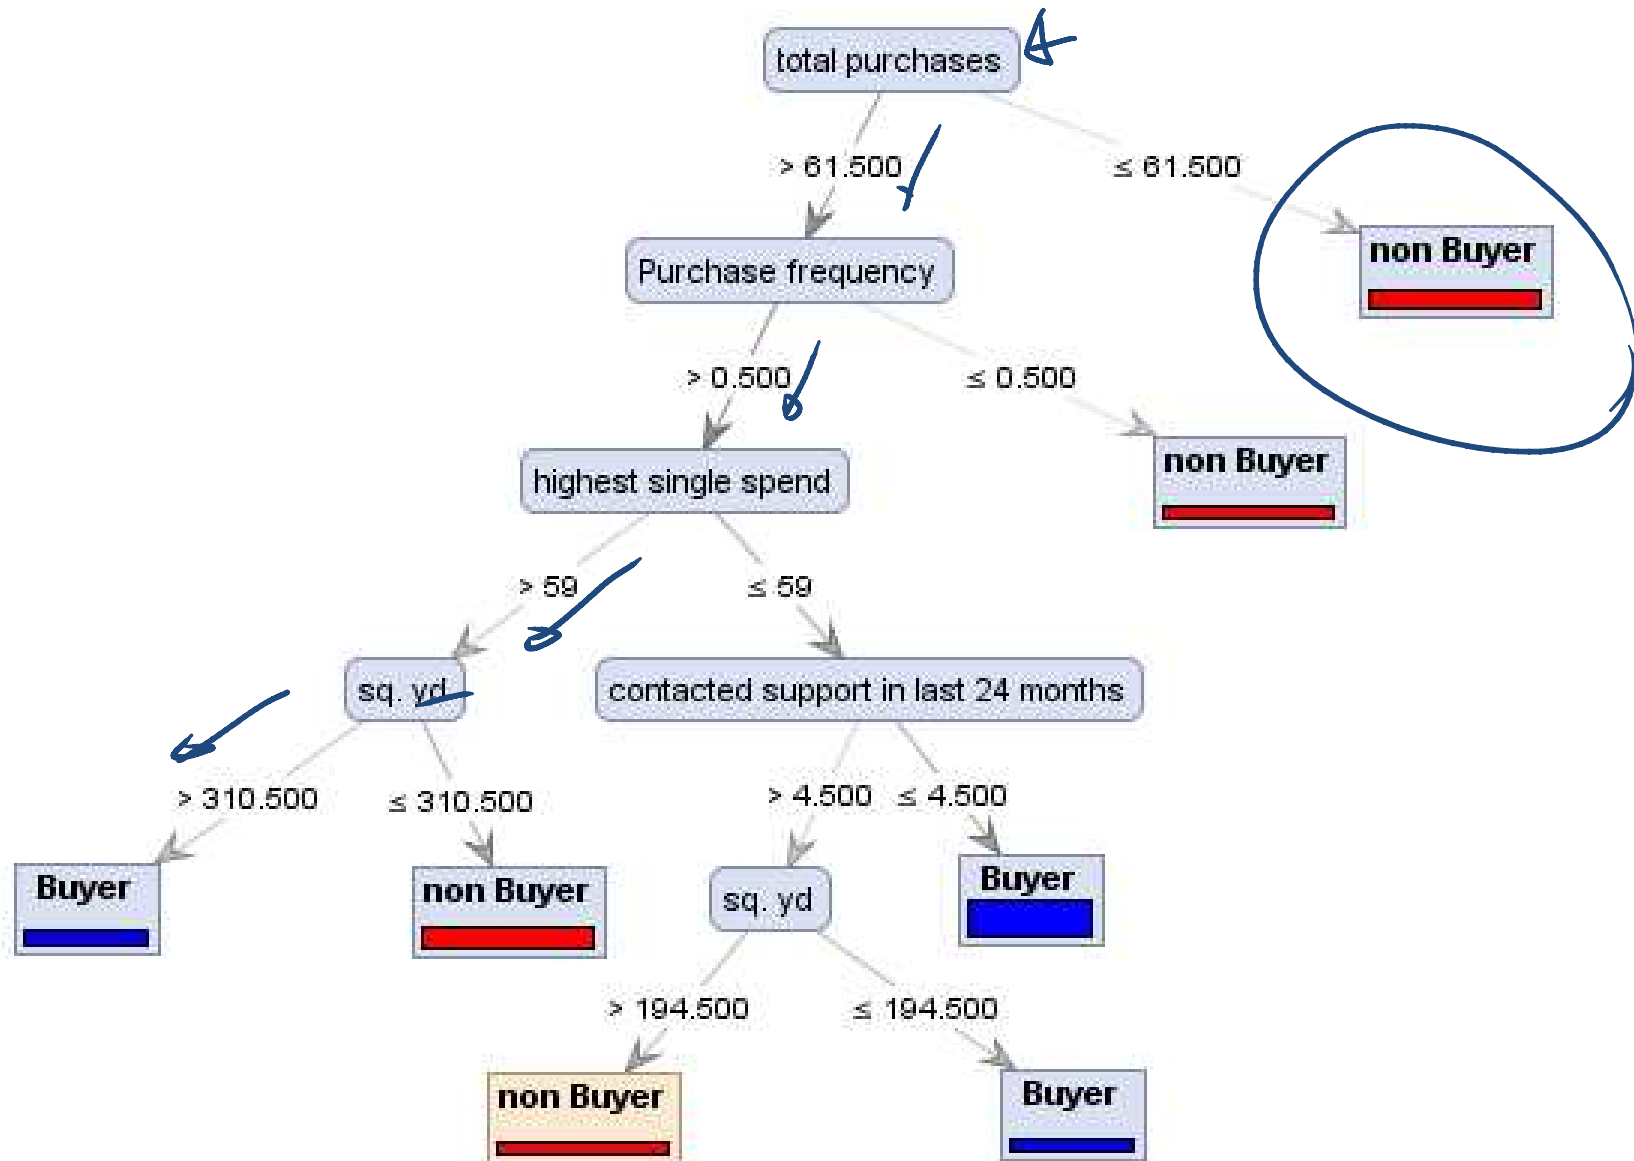 total purchases
> 61.500
≤ 61.500
Purchase frequency
non Buyer
> 0.500
≤ 0.500
highest single spend
non Buyer
> 59
≤ 59
sq. yd
contacted support in last 24 months
> 310.500
≤ 310.500
> 4.500
≤ 4.500
Buyer
non Buyer
sq. yd
Buyer
> 194.500
≤ 194.500
non Buyer
Buyer